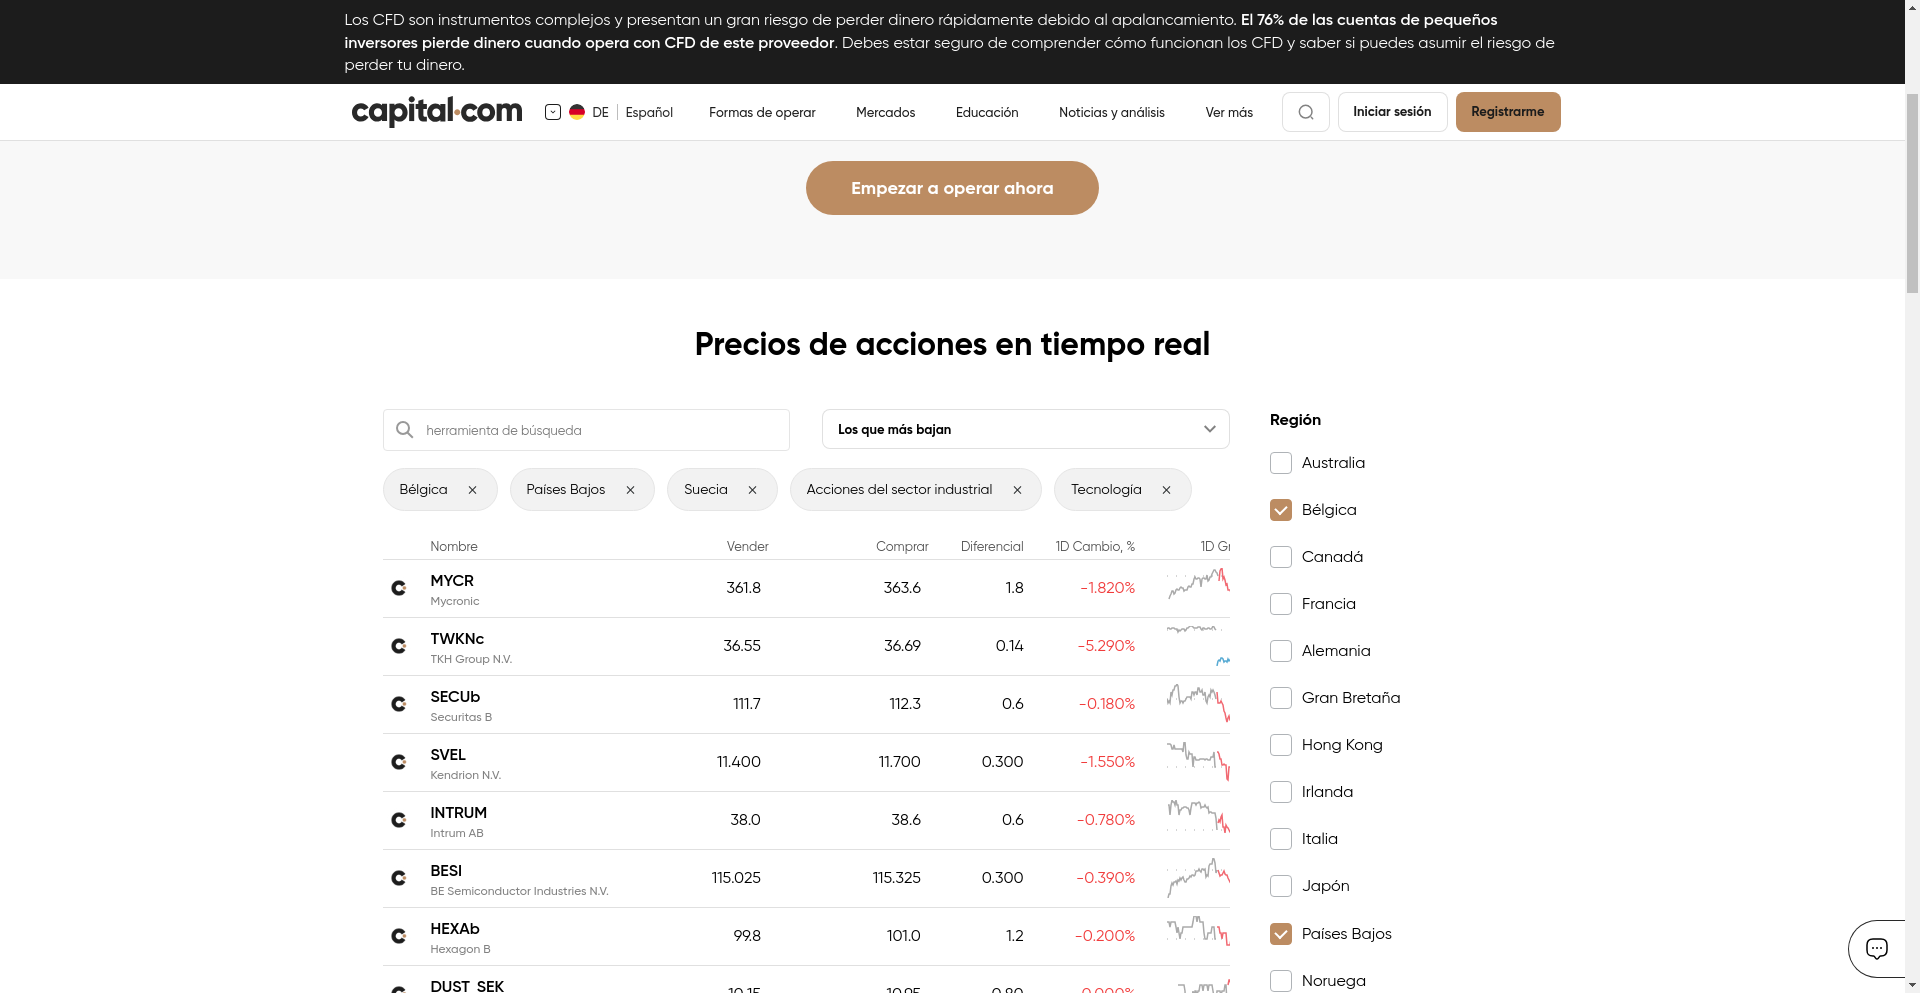 Los CFD son instrumentos complejos y presentan un gran riesgo de perder dinero rápidamente debido al apalancamiento. El 76% de las cuentas de pequeños
inversores pierde dinero cuando opera con CFD de este proveedor. Debes estar seguro de comprender cómo funcionan los CFD y saber si puedes asumir el riesgo de
perder tu dinero.
capital.com DE Español Formas de operar Mercados Educación Noticias y análisis Ver más Iniciar sesión Registrarme
Empezar a operar ahora
Precios de acciones en tiempo real
herramienta de búsqueda Los que más bajan
Bélgica Países Bajos Suecia Acciones del sector industrial Tecnología
Nombre Vender Comprar Diferencial 1D Cambio, % 1D Gr
MYCR 361.8 363.6 1.8 -1.820%
Mycronic
TWKNc 36.55 36.69 0.14 -5.290%
TKH Group N.V.
SECUb 111.7 112.3 0.6 -0.180%
Securitas B
SVEL 11.400 11.700 0.300 -1.550%
Kendrion N.V.
INTRUM 38.0 38.6 0.6 -0.780%
Intrum AB
BESI 115.025 115.325 0.300 -0.390%
BE Semiconductor Industries N.V.
HEXAb 99.8 101.0 1.2 -0.200%
Hexagon B
DUST_SEK 10.15 10.95 0.80
Región
Australia
Bélgica
Canadá
Francia
Alemania
Gran Bretaña
Hong Kong
Irlanda
Italia
Japón
Países Bajos
Noruega